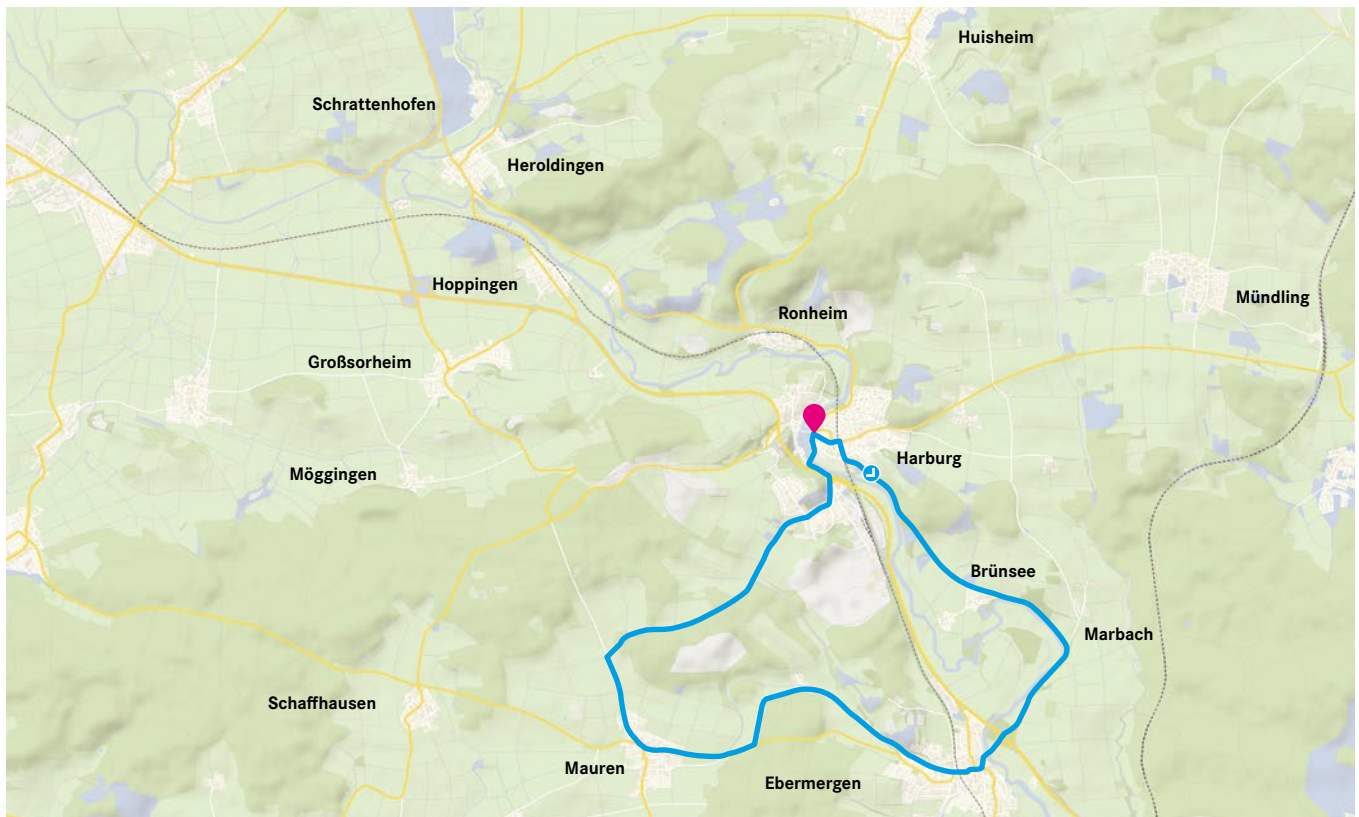 Huisheim
Schrattenhofen
Heroldingen
Hoppingen
Mündling
Ronheim
Großsorheim
Harburg
Möggingen
Brünsee
Marbach
Schaffhausen
Mauren
Ebermergen